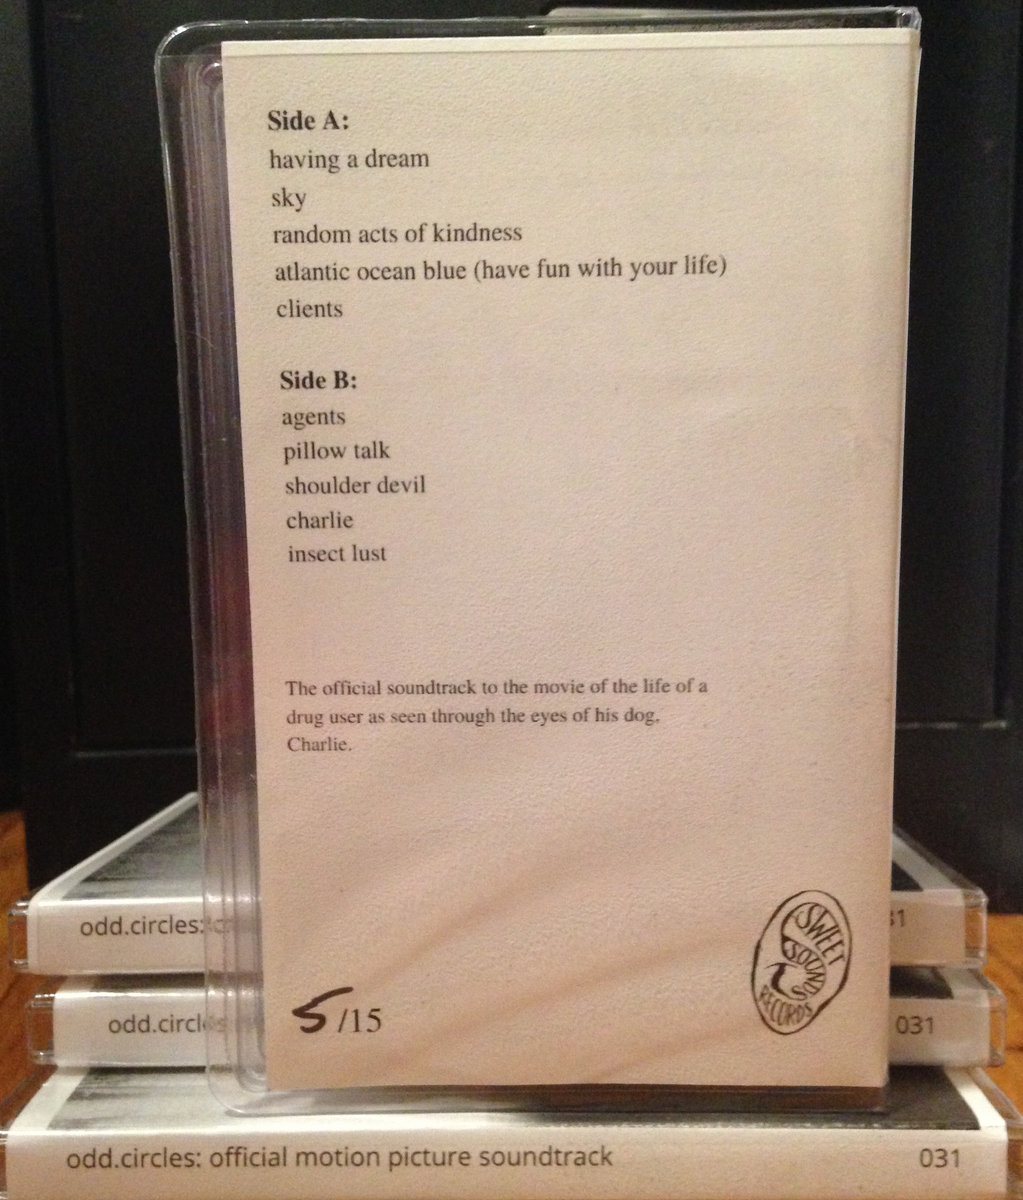 Side A:
having a dream
sky
random acts of kindness
atlantic ocean blue (have fun with your life)
clients
Side B:
agents
pillow talk
shoulder devil
charlie
insect lust
The official soundtrack to the movie of the life of a
drug user as seen through the eyes of his dog,
Charlie.
5/15
SWEET
SOUNDS
RECORDS
odd.circles:
odd.circles
031
odd.circles: official motion picture soundtrack
031